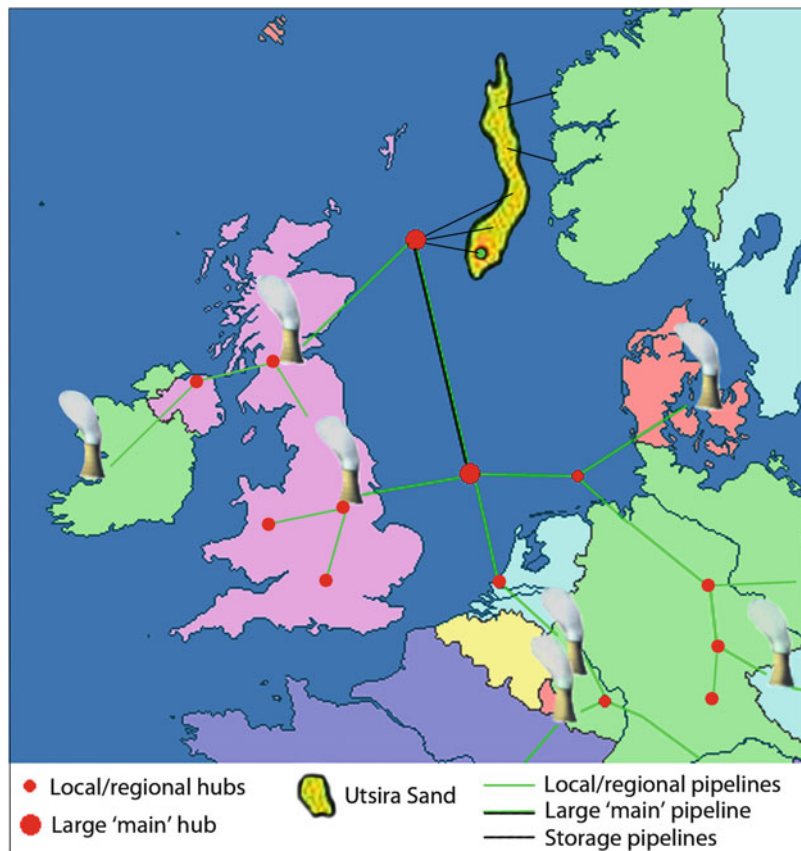 Local/regional hubs
Large ‘main’ hub
Utsira Sand
Local/regional pipelines
Large ‘main’ pipeline
Storage pipelines